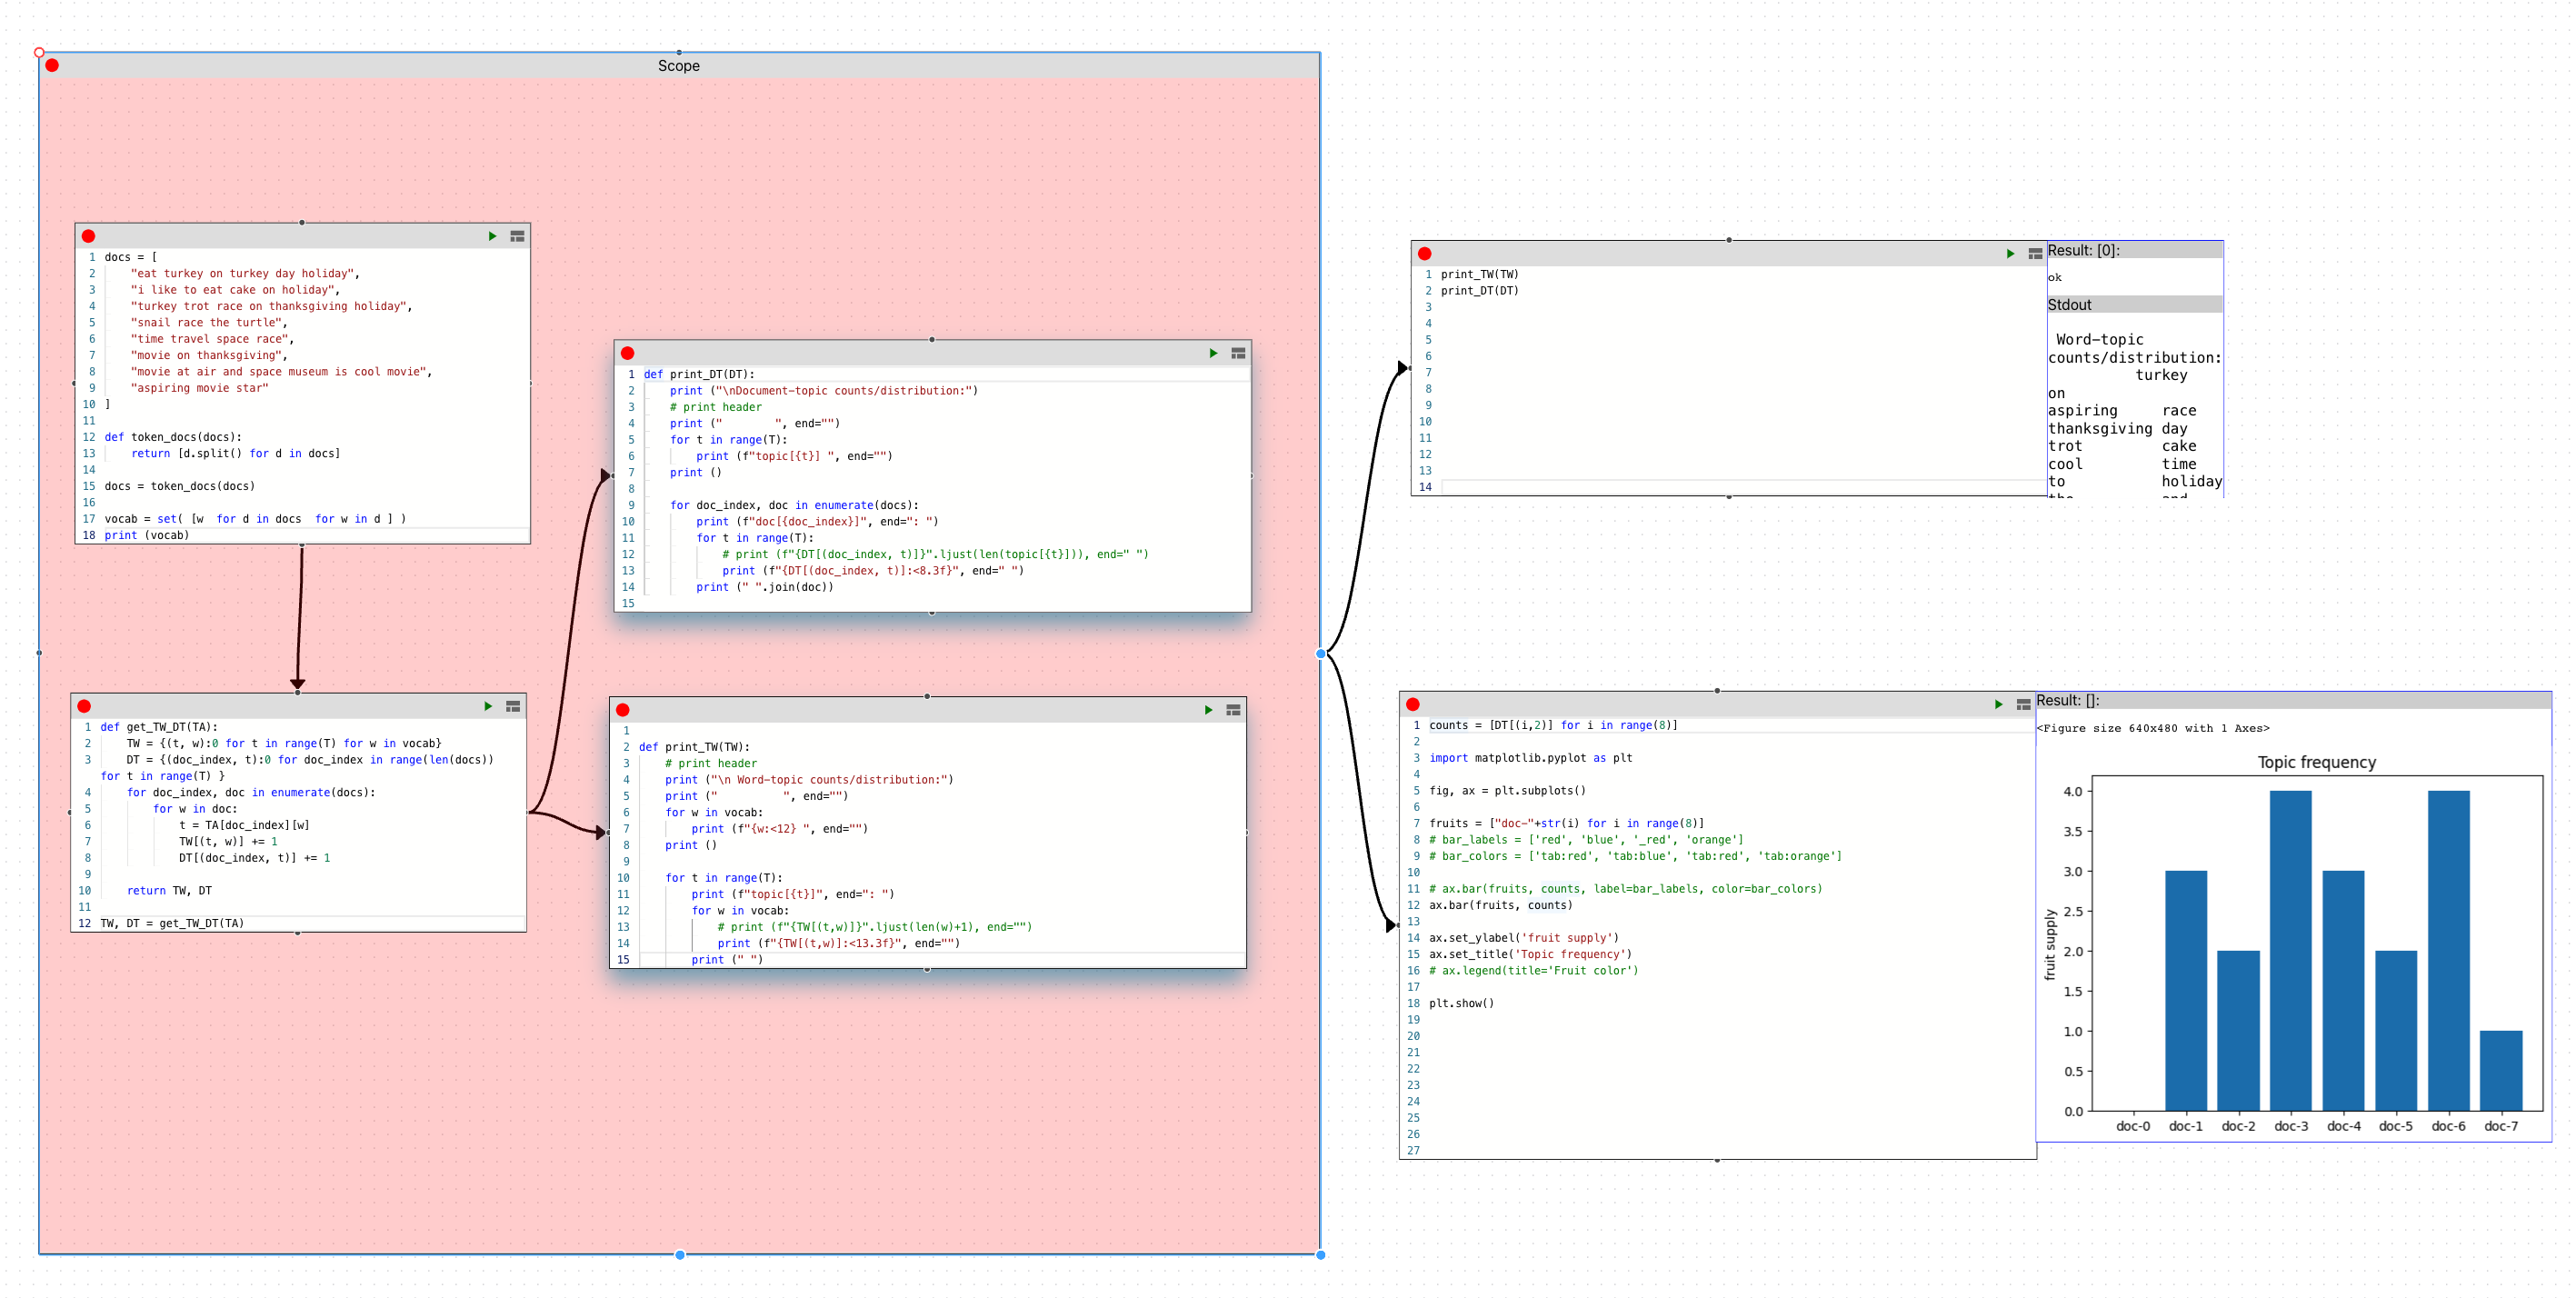 Scope
1 docs = [
2 "eat turkey on turkey day holiday",
3 "i like to eat cake on holiday",
4 "turkey trot race on thanksgiving holiday",
5 "snail race the turtle",
6 "time travel space race",
7 "movie on thanksgiving",
8 "movie at air and space museum is cool movie",
9 "aspiring movie star"
10 ]
11
12 def token_docs(docs):
13 return [d.split() for d in docs]
14
15 docs = token_docs(docs)
16
17 vocab = set( [w  for d in docs  for w in d ] )
18 print (vocab)
1 def get_TW_DT(TA):
2 TW = {(t, w):0 for t in range(T) for w in vocab}
3 DT = {(doc_index, t):0 for doc_index in range(len(docs))
for t in range(T) }
4 for doc_index, doc in enumerate(docs):
5 for w in doc:
6 t = TA[doc_index][w]
7 TW[(t, w)] += 1
8 DT[(doc_index, t)] += 1
9
10 return TW, DT
11
12 TW, DT = get_TW_DT(TA)
1 def print_DT(DT):
2 print ("\nDocument-topic counts/distribution:")
3 # print header
4 print ("        ", end="")
5 for t in range(T):
6 print (f"topic[{t}] ", end="")
7 print ()
8
9 for doc_index, doc in enumerate(docs):
10 print (f"doc[{doc_index}]", end=": ")
11 for t in range(T):
12 # print (f"{DT[(doc_index, t)]}".ljust(len(topic[{t}])), end=" ")
13 print (f"{DT[(doc_index, t)]:<8.3f}", end=" ")
14 print (" ".join(doc))
15
1
2 def print_TW(TW):
3 # print header
4 print ("\n Word-topic counts/distribution:")
5 print ("          ", end="")
6 for w in vocab:
7 print (f"{w:<12} ", end="")
8 print ()
9
10 for t in range(T):
11 print (f"topic[{t}]", end=": ")
12 for w in vocab:
13 # print (f"{TW[(t,w)]}".ljust(len(w)+1), end="")
14 print (f"{TW[(t,w)]:<13.3f}", end="")
15 print (" ")
1 print_TW(TW)
2 print_DT(DT)
3
4
5
6
7
8
9
10
11
12
13
14
Result: [0]:
ok
Stdout
Word-topic
counts/distribution:
turkey
on
aspiring race
thanksgiving day
trot cake
cool time
to holiday
the and
1 counts = [DT[(i,2)] for i in range(8)]
2
3 import matplotlib.pyplot as plt
4
5 fig, ax = plt.subplots()
6
7 fruits = ["doc-"+str(i) for i in range(8)]
8 # bar_labels = ['red', 'blue', '_red', 'orange']
9 # bar_colors = ['tab:red', 'tab:blue', 'tab:red', 'tab:orange']
10
11 # ax.bar(fruits, counts, label=bar_labels, color=bar_colors)
12 ax.bar(fruits, counts)
13
14 ax.set_ylabel('fruit supply')
15 ax.set_title('Topic frequency')
16 # ax.legend(title='Fruit color')
17
18 plt.show()
19
20
21
22
23
24
25
26
27
Result: []:
<Figure size 640x480 with 1 Axes>
Topic frequency
fruit supply
4.0
3.5
3.0
2.5
2.0
1.5
1.0
0.5
0.0
doc-0 doc-1 doc-2 doc-3 doc-4 doc-5 doc-6 doc-7